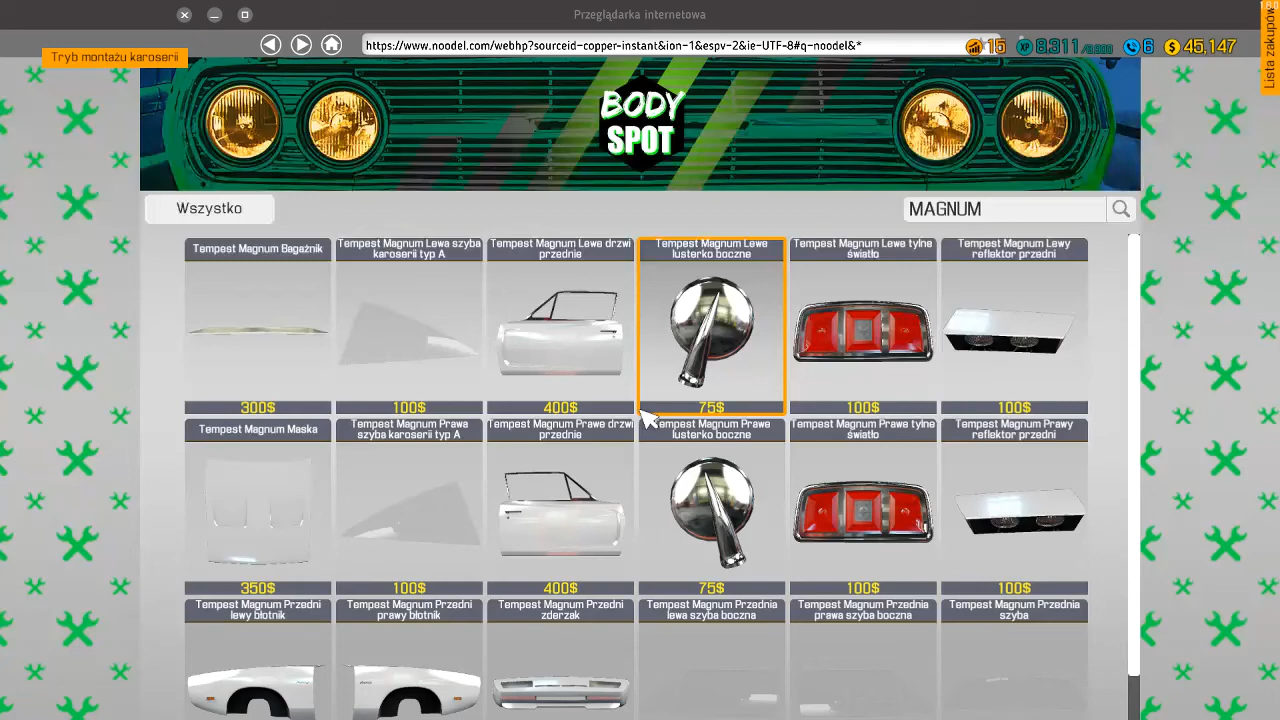 Przeglądarka internetowa
https://www.noodel.com/webhp?sourceid-copper-instant&ion-1&espv-2&ie-UTF-8#q-noodel&*
15
XP 8,311
6
$ 45,147
Lista zakupów
Tryb montażu karoserii
BODY
SPOT
Wszystko
MAGNUM
Tempest Magnum Bagażnik
300$
Tempest Magnum Lewa szyba
karoserii typ A
100$
Tempest Magnum Lewe drzwi
przednie
400$
Tempest Magnum Lewe
lusterko boczne
75$
Tempest Magnum Lewe tylne
światło
100$
Tempest Magnum Lewy
reflektor przedni
100$
Tempest Magnum Maska
350$
Tempest Magnum Prawa
szyba karoserii typ A
100$
Tempest Magnum Prawe drzwi
przednie
400$
Tempest Magnum Prawe
lusterko boczne
75$
Tempest Magnum Prawe tylne
światło
100$
Tempest Magnum Prawy
reflektor przedni
100$
Tempest Magnum Przedni
lewy błotnik
Tempest Magnum Przedni
prawy błotnik
Tempest Magnum Przedni
zderzak
Tempest Magnum Przednia
lewa szyba boczna
Tempest Magnum Przednia
prawa szyba boczna
Tempest Magnum Przednia
szyba